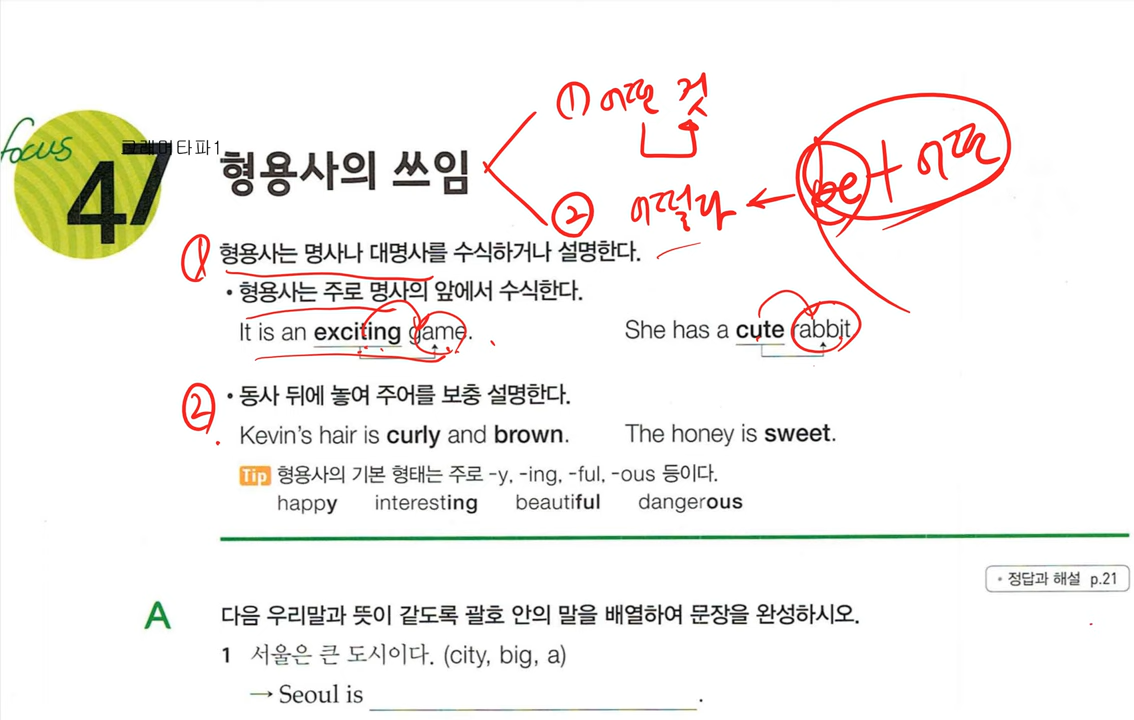 ① 어떤 것
focus
그래머타파1
47 형용사의 쓰임
be + 어떤
② 어떻다 ←
① 형용사는 명사나 대명사를 수식하거나 설명한다.
• 형용사는 주로 명사의 앞에서 수식한다.
It is an exciting game.
She has a cute rabbit.
② • 동사 뒤에 놓여 주어를 보충 설명한다.
Kevin's hair is curly and brown.
The honey is sweet.
Tip 형용사의 기본 형태는 주로 -y, -ing, -ful, -ous 등이다.
happy interesting beautiful dangerous
• 정답과 해설 p.21
A 다음 우리말과 뜻이 같도록 괄호 안의 말을 배열하여 문장을 완성하시오.
1 서울은 큰 도시이다. (city, big, a)
→ Seoul is ________ .